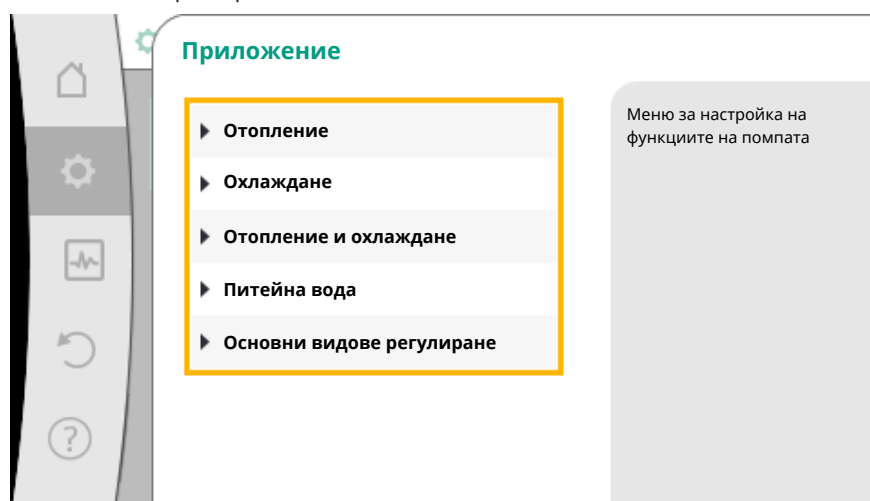 Приложение
Отопление
Охлаждане
Отопление и охлаждане
Питейна вода
Основни видове регулиране
Меню за настройка на
функциите на помпата
?